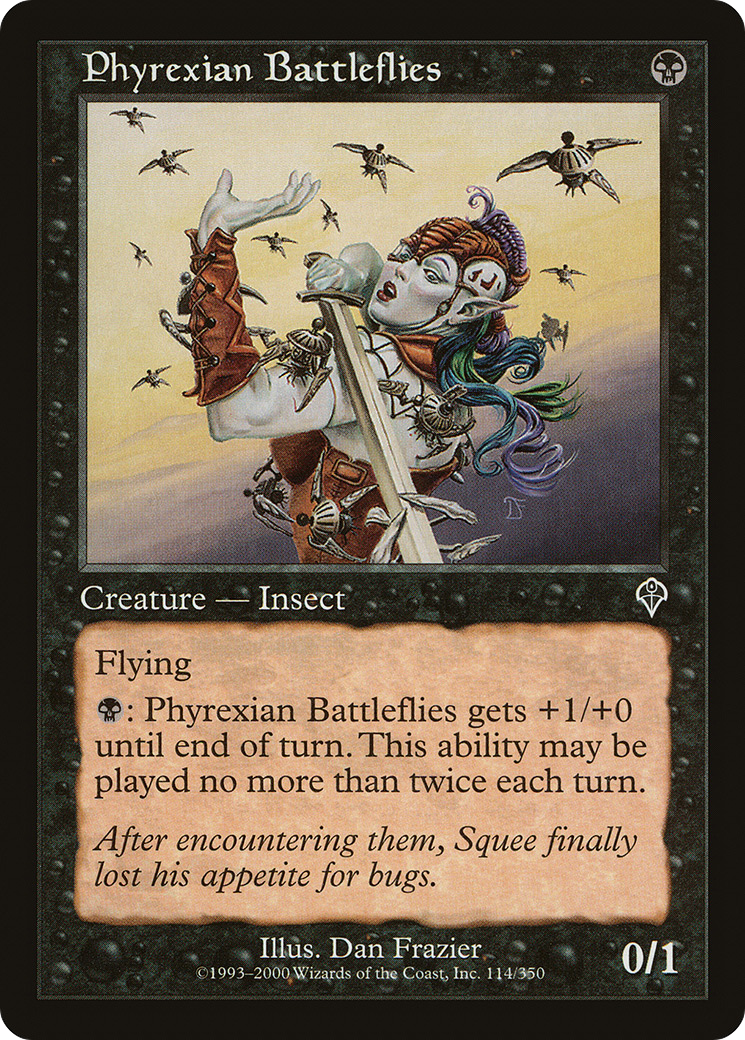 Phyrexian Battleflies
Creature — Insect
Flying
: Phyrexian Battleflies gets +1/+0
until end of turn. This ability may be
played no more than twice each turn.
After encountering them, Squee finally
lost his appetite for bugs.
Illus. Dan Frazier
©1993–2000 Wizards of the Coast, Inc. 114/350
0/1